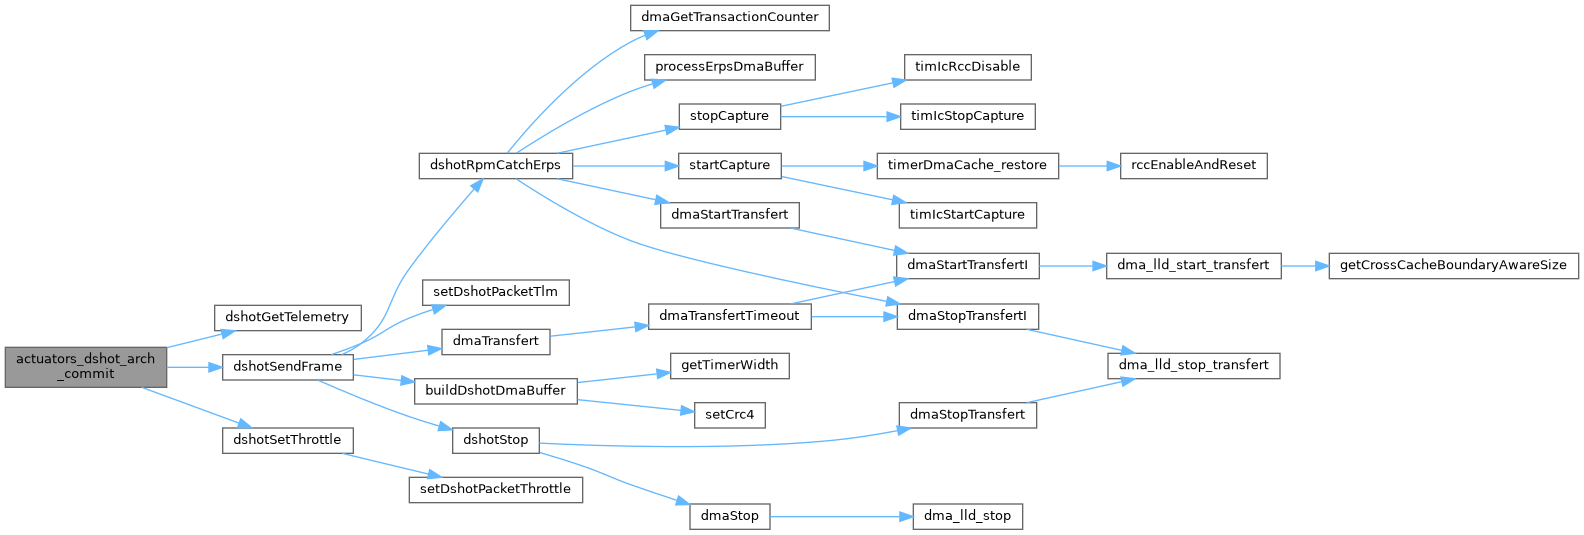 dmaGetTransactionCounter
processErpsDmaBuffer
timIcRccDisable
stopCapture
timIcStopCapture
dshotRpmCatchErps
startCapture
timerDmaCache_restore
rccEnableAndReset
dmaStartTransfert
timIcStartCapture
dmaStartTransfertI
dma_lld_start_transfert
getCrossCacheBoundaryAwareSize
setDshotPacketTlm
dshotGetTelemetry
dmaTransfertTimeout
dmaStopTransfertI
dmaTransfert
actuators_dshot_arch
_commit
dshotSendFrame
getTimerWidth
dma_lld_stop_transfert
buildDshotDmaBuffer
setCrc4
dmaStopTransfert
dshotSetThrottle
dshotStop
setDshotPacketThrottle
dmaStop
dma_lld_stop